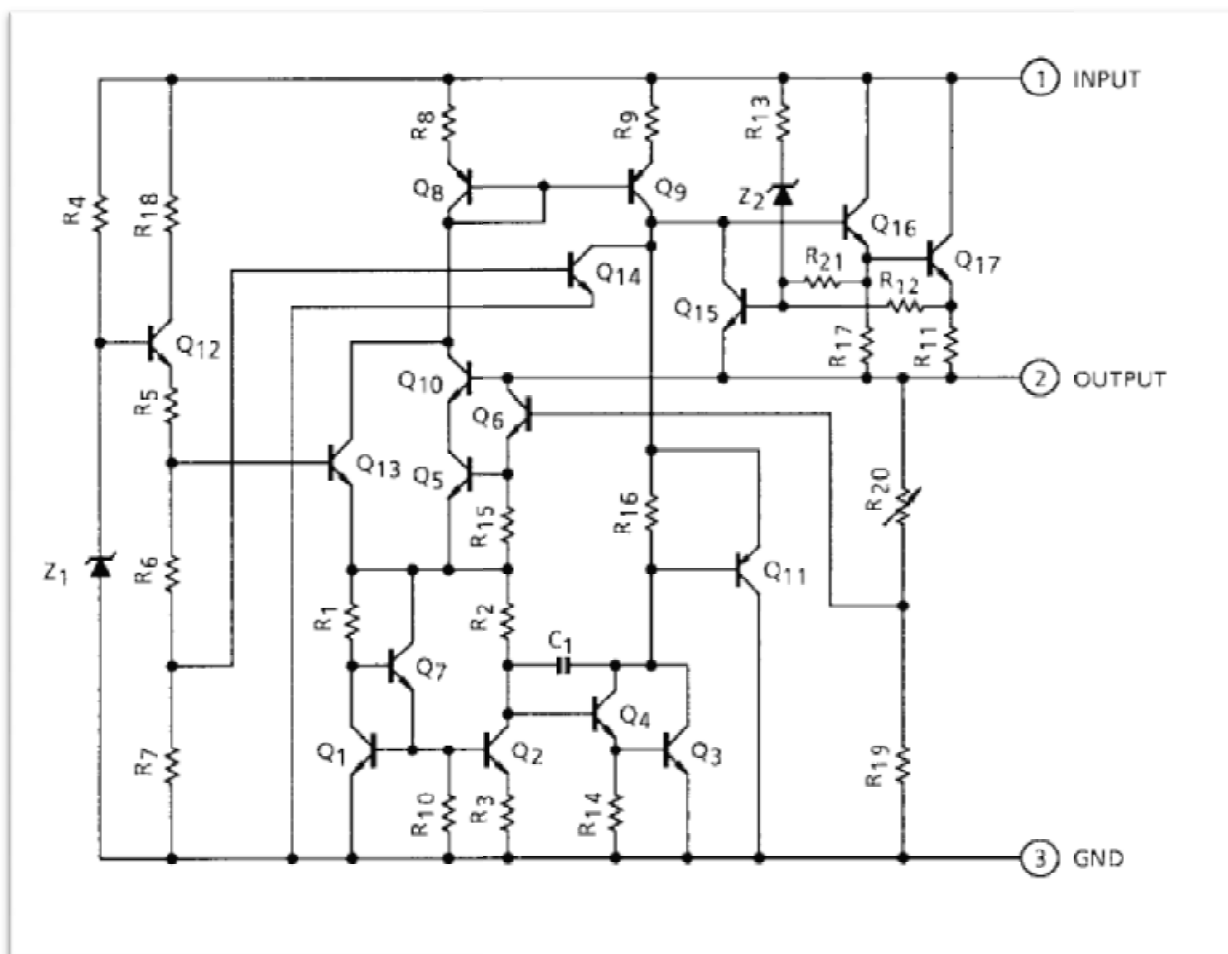 1 INPUT
R13
R8
R9
Z2
Q8
Q9
R4
R18
Q16
Q14
R21
Q17
R12
Q15
Q12
R17
R11
Q10
2 OUTPUT
R5
Q6
Q13
Q5
R20
R16
R15
Z1
R6
Q11
R1
R2
C1
Q7
Q4
Q1
Q2
Q3
R7
R19
R10
R3
R14
3 GND